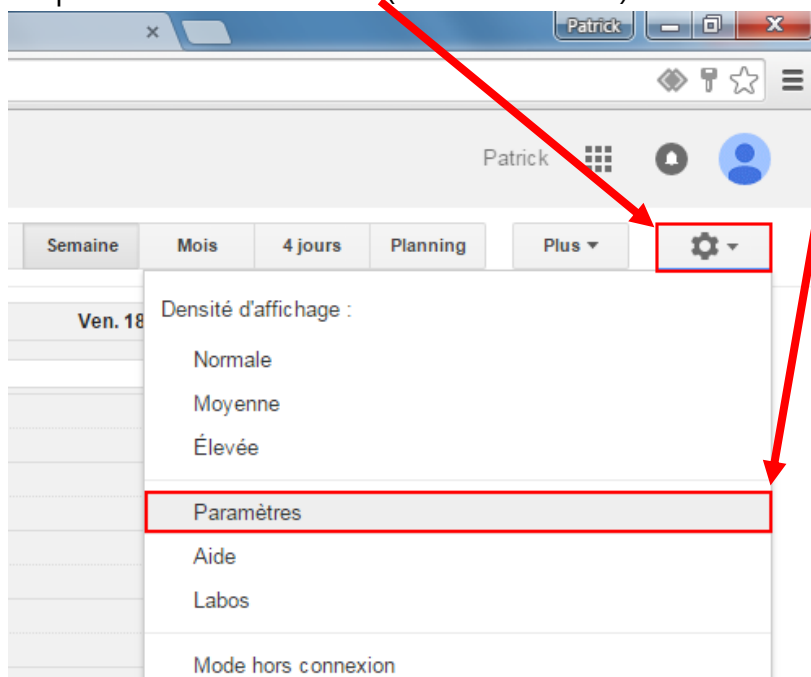 Patrick
Patrick
Semaine Mois 4 jours Planning Plus
Ven. 18
Densité d'affichage :
Normale
Moyenne
Élevée
Paramètres
Aide
Labos
Mode hors connexion